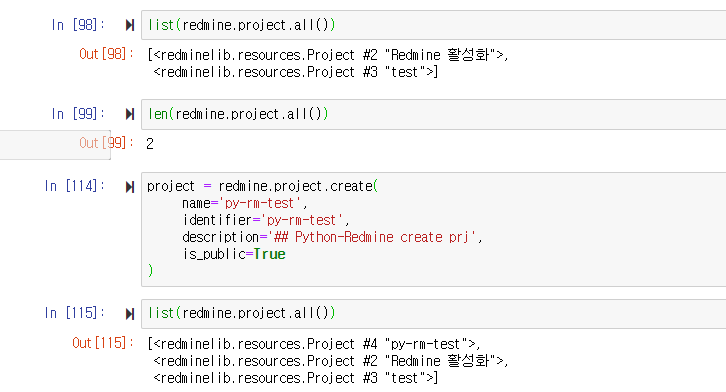 In [98]: list(redmine.project.all())
Out[98]: [<redminelib.resources.Project #2 "Redmine 활성화">,
<redminelib.resources.Project #3 "test">]
In [99]: len(redmine.project.all())
Out[99]: 2
In [114]: project = redmine.project.create(
name='py-rm-test',
identifier='py-rm-test',
description='## Python-Redmine create prj',
is_public=True
)
In [115]: list(redmine.project.all())
Out[115]: [<redminelib.resources.Project #4 "py-rm-test">,
<redminelib.resources.Project #2 "Redmine 활성화">,
<redminelib.resources.Project #3 "test">]